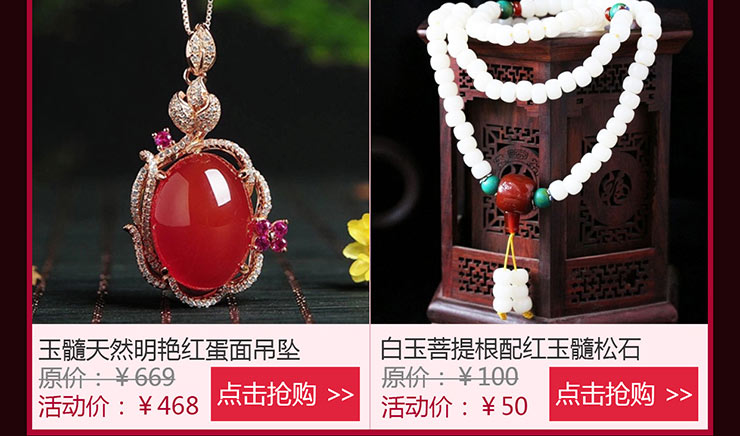 玉髓天然明艳红蛋面吊坠
原价：￥669
活动价：￥468
点击抢购 >>
白玉菩提根配红玉髓松石
原价：￥100
活动价：￥50
点击抢购 >>